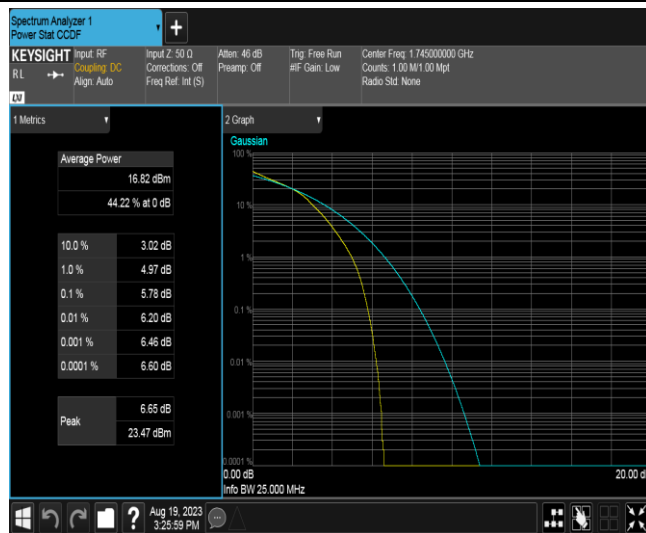 Spectrum Analyzer 1
Power Stat CCDF
+
KEYSIGHT
RL
LXI
Input: RF
Coupling: DC
Align: Auto
Input Z: 50 Ω
Corrections: Off
Freq Ref: Int (S)
Atten: 46 dB
Preamp: Off
Trig: Free Run
#IF Gain: Low
Center Freq: 1.745000000 GHz
Counts: 1.00 M/1.00 Mpt
Radio Std: None
1 Metrics
Average Power
16.82 dBm
44.22 % at 0 dB
10.0 % 3.02 dB
1.0 % 4.97 dB
0.1 % 5.78 dB
0.01 % 6.20 dB
0.001 % 6.46 dB
0.0001 % 6.60 dB
Peak
6.65 dB
23.47 dBm
2 Graph
Gaussian
100 %
10 %
1 %
0.1 %
0.01 %
0.001 %
0.0001 %
0.00 dB
20.00 d
Info BW 25.000 MHz
?
Aug 19, 2023
3:25:59 PM